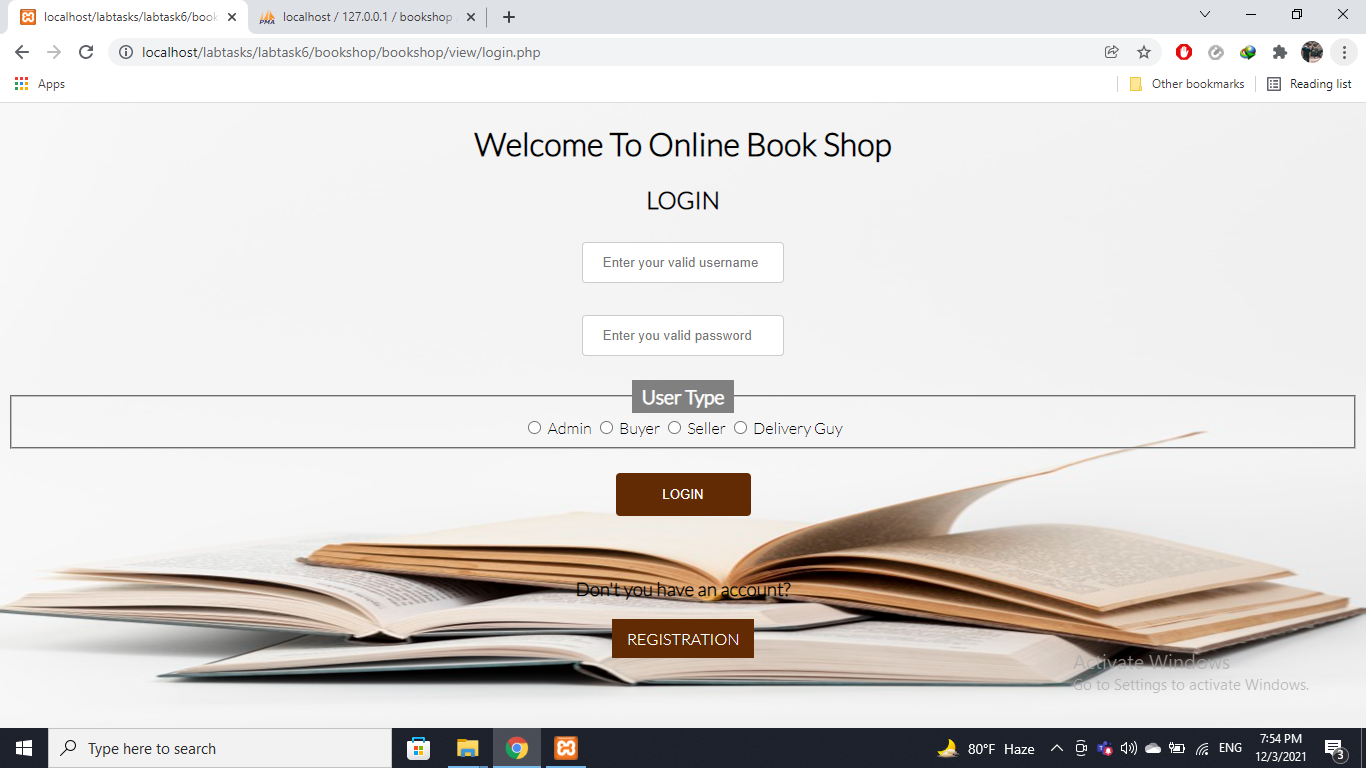 localhost/labtasks/labtask6/book
localhost / 127.0.0.1 / bookshop
localhost/labtasks/labtask6/bookshop/bookshop/view/login.php
Apps
Other bookmarks
Reading list
Welcome To Online Book Shop
LOGIN
Enter your valid username
Enter you valid password
User Type
Admin Buyer Seller Delivery Guy
LOGIN
Don't you have an account?
REGISTRATION
Activate Windows
Go to Settings to activate Windows.
Type here to search
80°F Haze
ENG
7:54 PM
12/3/2021
3